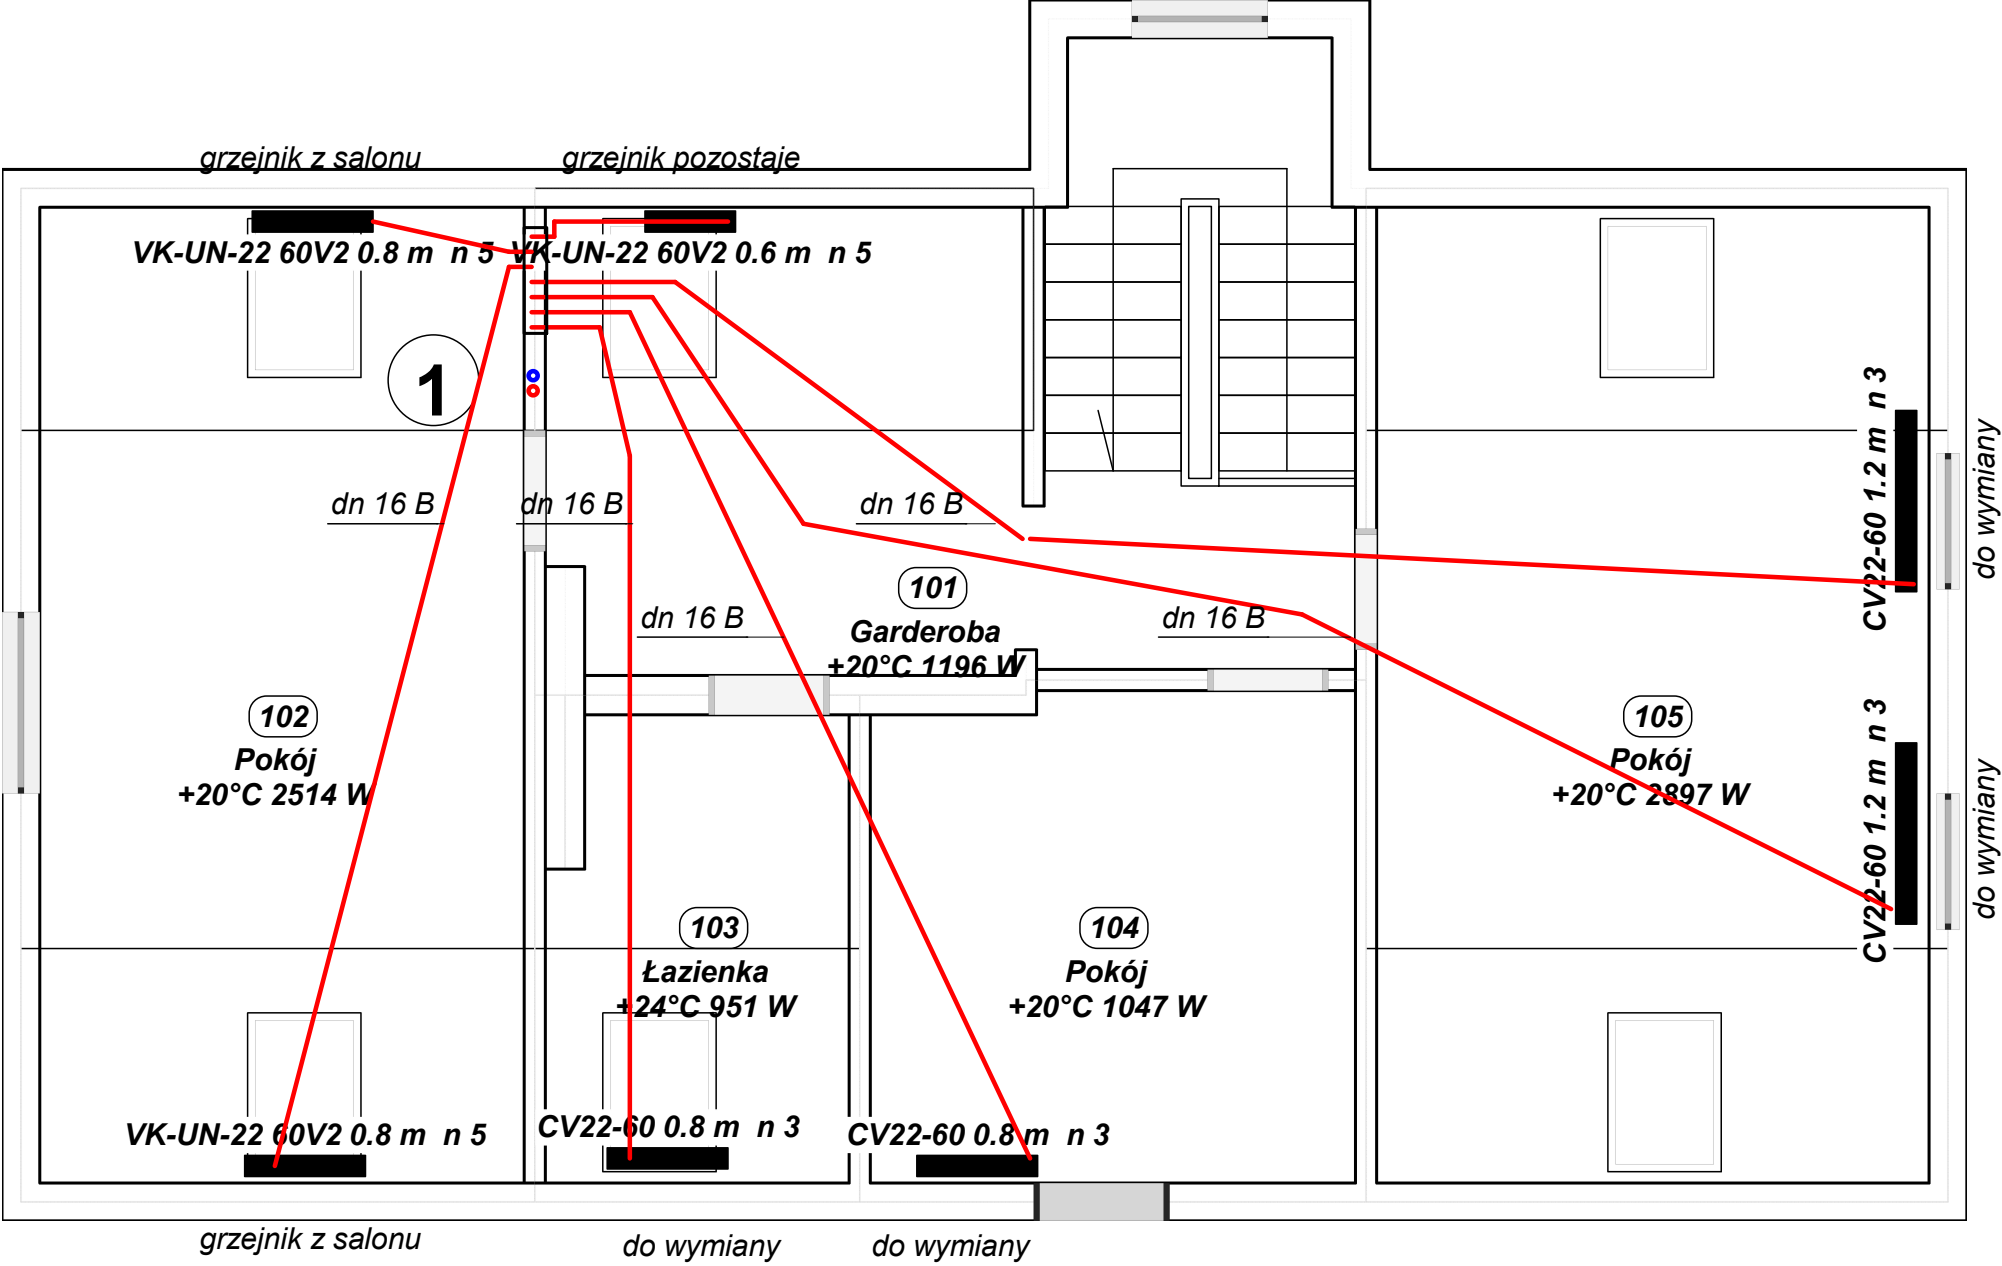 grzejnik z salonu
grzejnik pozostaje
VK-UN-22 60V2 0.8 m n 5
VK-UN-22 60V2 0.6 m n 5
1
CV22-60 1.2 m n 3
do wymiany
dn 16 B
dn 16 B
dn 16 B
101
Garderoba
+20°C 1196 W
dn 16 B
dn 16 B
102
Pokój
+20°C 2514 W
105
Pokój
+20°C 2897 W
CV22-60 1.2 m n 3
do wymiany
103
Łazienka
+24°C 951 W
104
Pokój
+20°C 1047 W
VK-UN-22 60V2 0.8 m n 5
CV22-60 0.8 m n 3
CV22-60 0.8 m n 3
grzejnik z salonu
do wymiany
do wymiany